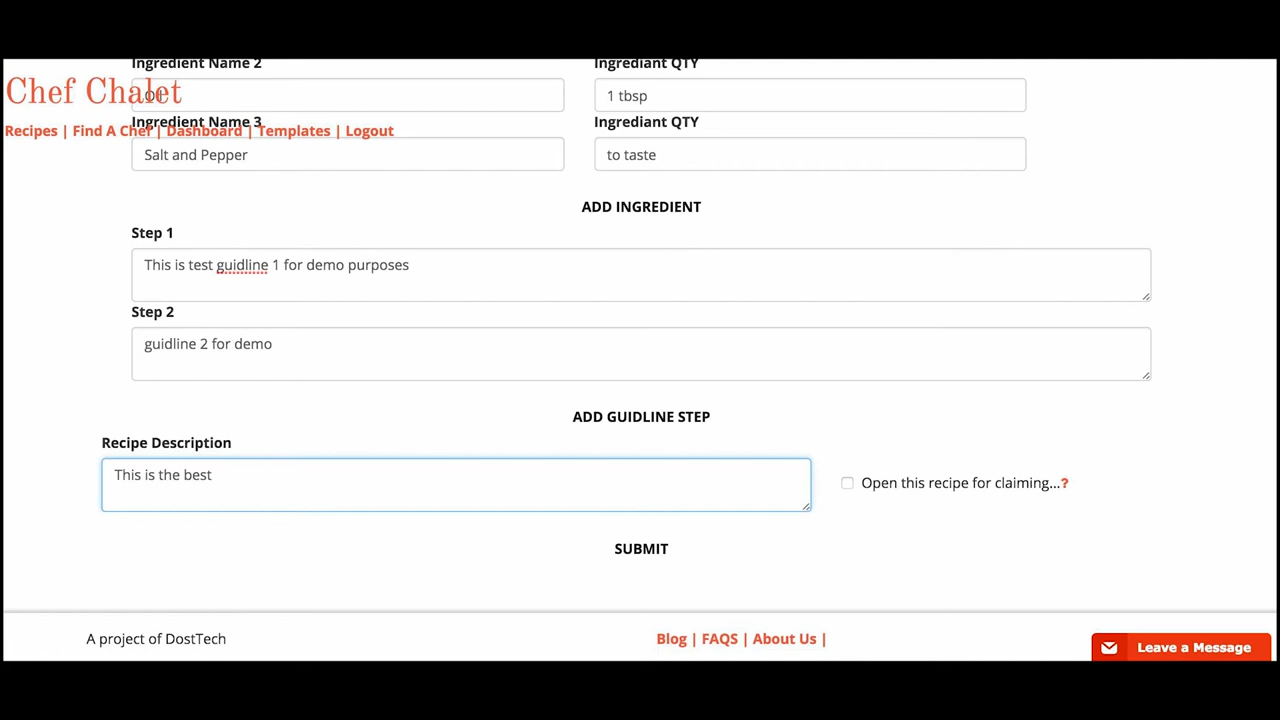 Ingredient Name 2 Ingrediant QTY
Chef Chalet
1 tbsp
Ingredient Name 3 Ingrediant QTY
Recipes | Find A Chef | Dashboard | Templates | Logout
Salt and Pepper to taste
ADD INGREDIENT
Step 1
This is test guidline 1 for demo purposes
Step 2
guidline 2 for demo
ADD GUIDLINE STEP
Recipe Description
This is the best
Open this recipe for claiming...?
SUBMIT
A project of DostTech Blog | FAQS | About Us |
Leave a Message